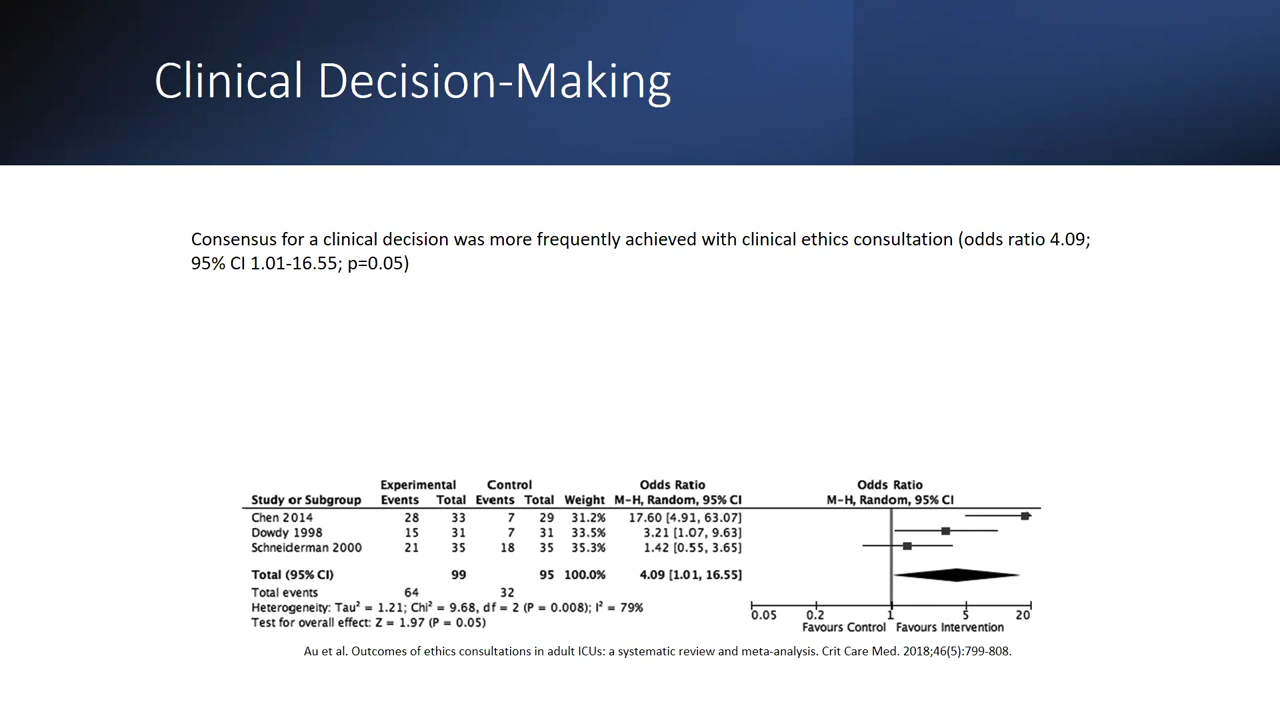 Clinical Decision-Making
Consensus for a clinical decision was more frequently achieved with clinical ethics consultation (odds ratio 4.09;
95% CI 1.01-16.55; p=0.05)
Experimental Control Odds Ratio Odds Ratio
Study or Subgroup Events Total Events Total Weight M-H, Random, 95% CI M-H, Random, 95% CI
Chen 2014 28 33 7 29 31.2% 17.60 [4.91, 63.07]
Dowdy 1998 15 31 7 31 33.5% 3.21 [1.07, 9.63]
Schneiderman 2000 21 35 18 35 35.3% 1.42 [0.55, 3.65]
Total (95% CI) 99 95 100.0% 4.09 [1.01, 16.55]
Total events 64 32
Heterogeneity: Tau² = 1.21; Chi² = 9.68, df = 2 (P = 0.008); I² = 79%
Test for overall effect: Z = 1.97 (P = 0.05)
0.05 0.2 1 5 20
Favours Control Favours Intervention
Au et al. Outcomes of ethics consultations in adult ICUs: a systematic review and meta-analysis. Crit Care Med. 2018;46(5):799-808.